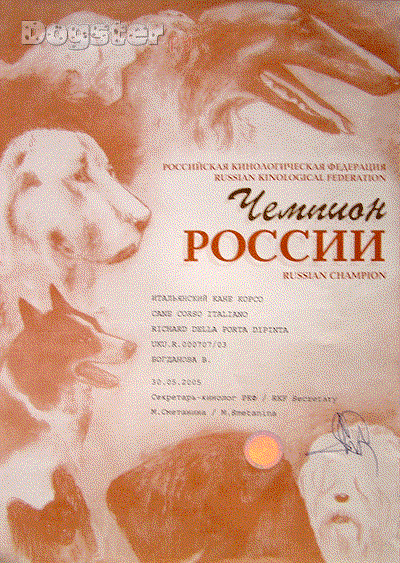 Dogster
РОССИЙСКАЯ КИНОЛОГИЧЕСКАЯ ФЕДЕРАЦИЯ
RUSSIAN KINOLOGICAL FEDERATION
Чемпион
РОССИИ
RUSSIAN CHAMPION
ИТАЛЬЯНСКИЙ КАНЕ КОРСО
CANE CORSO ITALIANO
RICHARD DELLA PORTA DIPINTA
UKU.R.000707/03
БОГДАНОВА В.
30.05.2005
Секретарь-кинолог РКФ / RKF Secretary
М.Сметанина / M.Smetanina